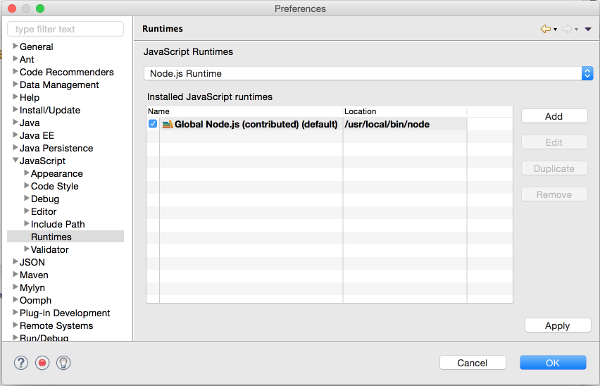 Preferences
type filter text
General
Ant
Code Recommenders
Data Management
Help
Install/Update
Java
Java EE
Java Persistence
JavaScript
Appearance
Code Style
Debug
Editor
Include Path
Runtimes
Validator
JSON
Maven
Mylyn
Oomph
Plug-in Development
Remote Systems
Run/Debug
Runtimes
JavaScript Runtimes
Node.js Runtime
Installed JavaScript runtimes
Name Location
Global Node.js (contributed) (default) /usr/local/bin/node
Add
Edit
Duplicate
Remove
Apply
?
Cancel OK